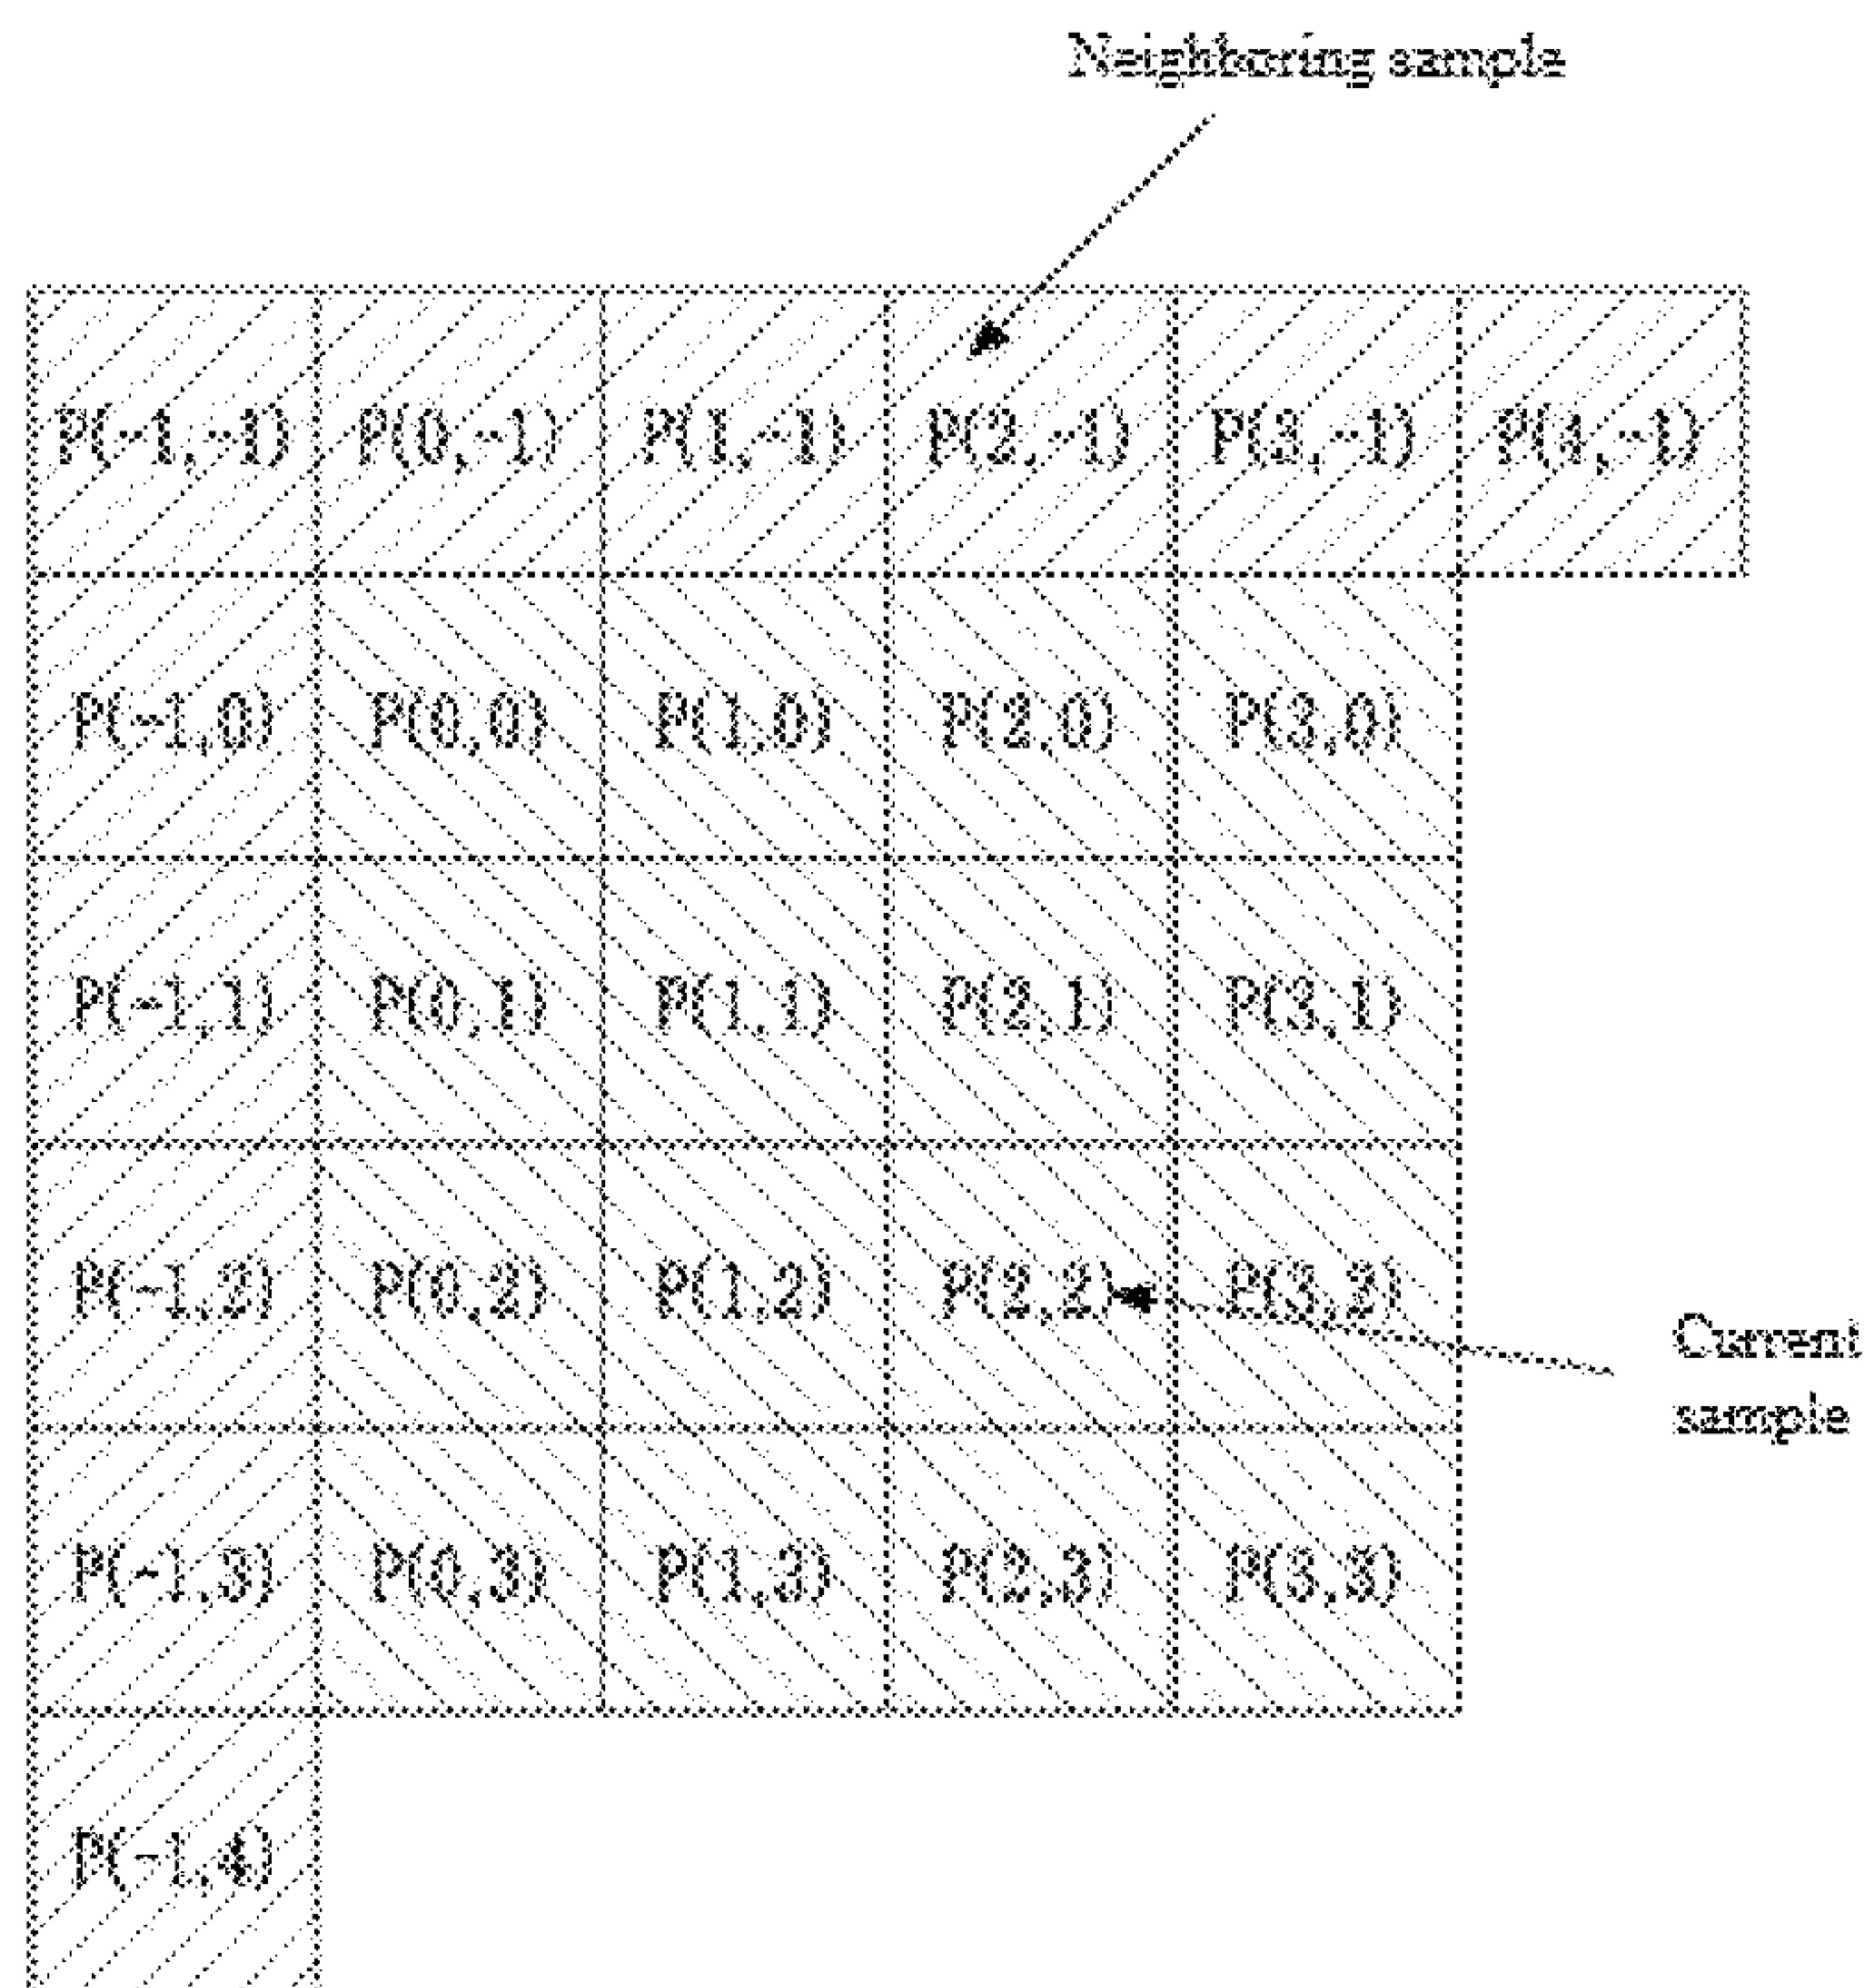 Neighboring sample
P(-1,-1) P(0,-1) P(1,-1) P(2,-1) P(3,-1) P(4,-1)
P(-1,0) P(0,0) P(1,0) P(2,0) P(3,0)
P(-1,1) P(0,1) P(1,1) P(2,1) P(3,1)
P(-1,2) P(0,2) P(1,2) P(2,2) P(3,2)
Current
sample
P(-1,3) P(0,3) P(1,3) P(2,3) P(3,3)
P(-1,4)